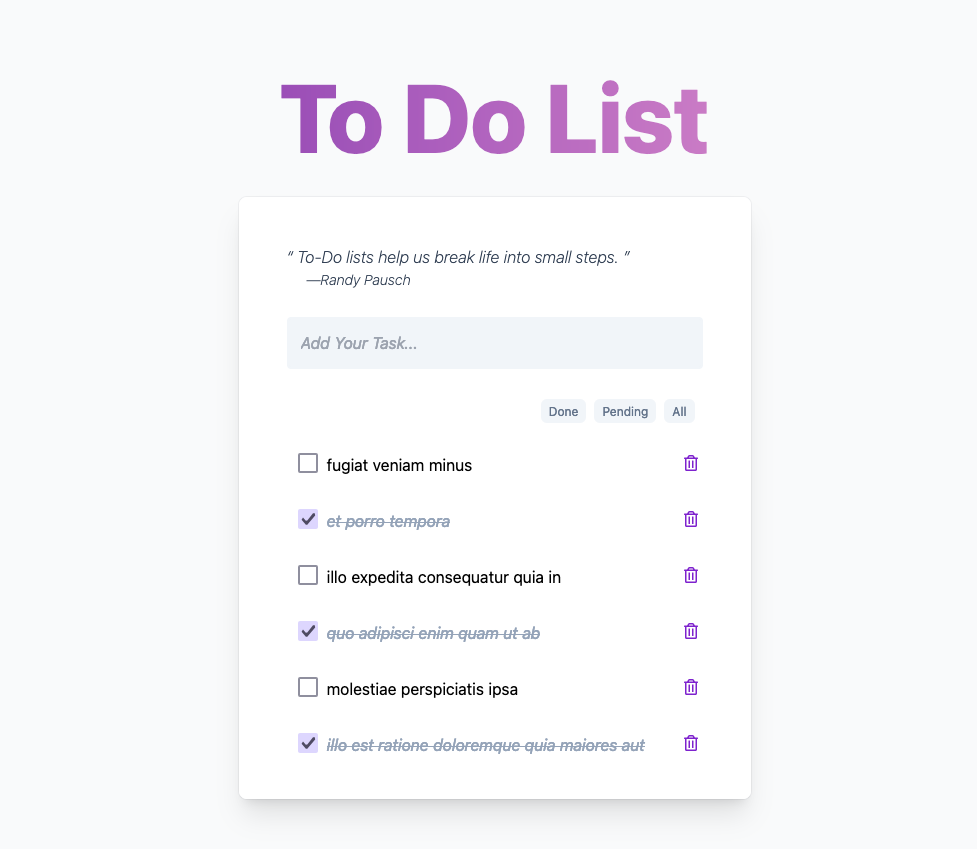 To Do List
“ To-Do lists help us break life into small steps. ”
—Randy Pausch
Add Your Task...
Done Pending All
fugiat veniam minus
et porro tempora
illo expedita consequatur quia in
quo adipisci enim quam ut ab
molestiae perspiciatis ipsa
illo est ratione doloremque quia maiores aut